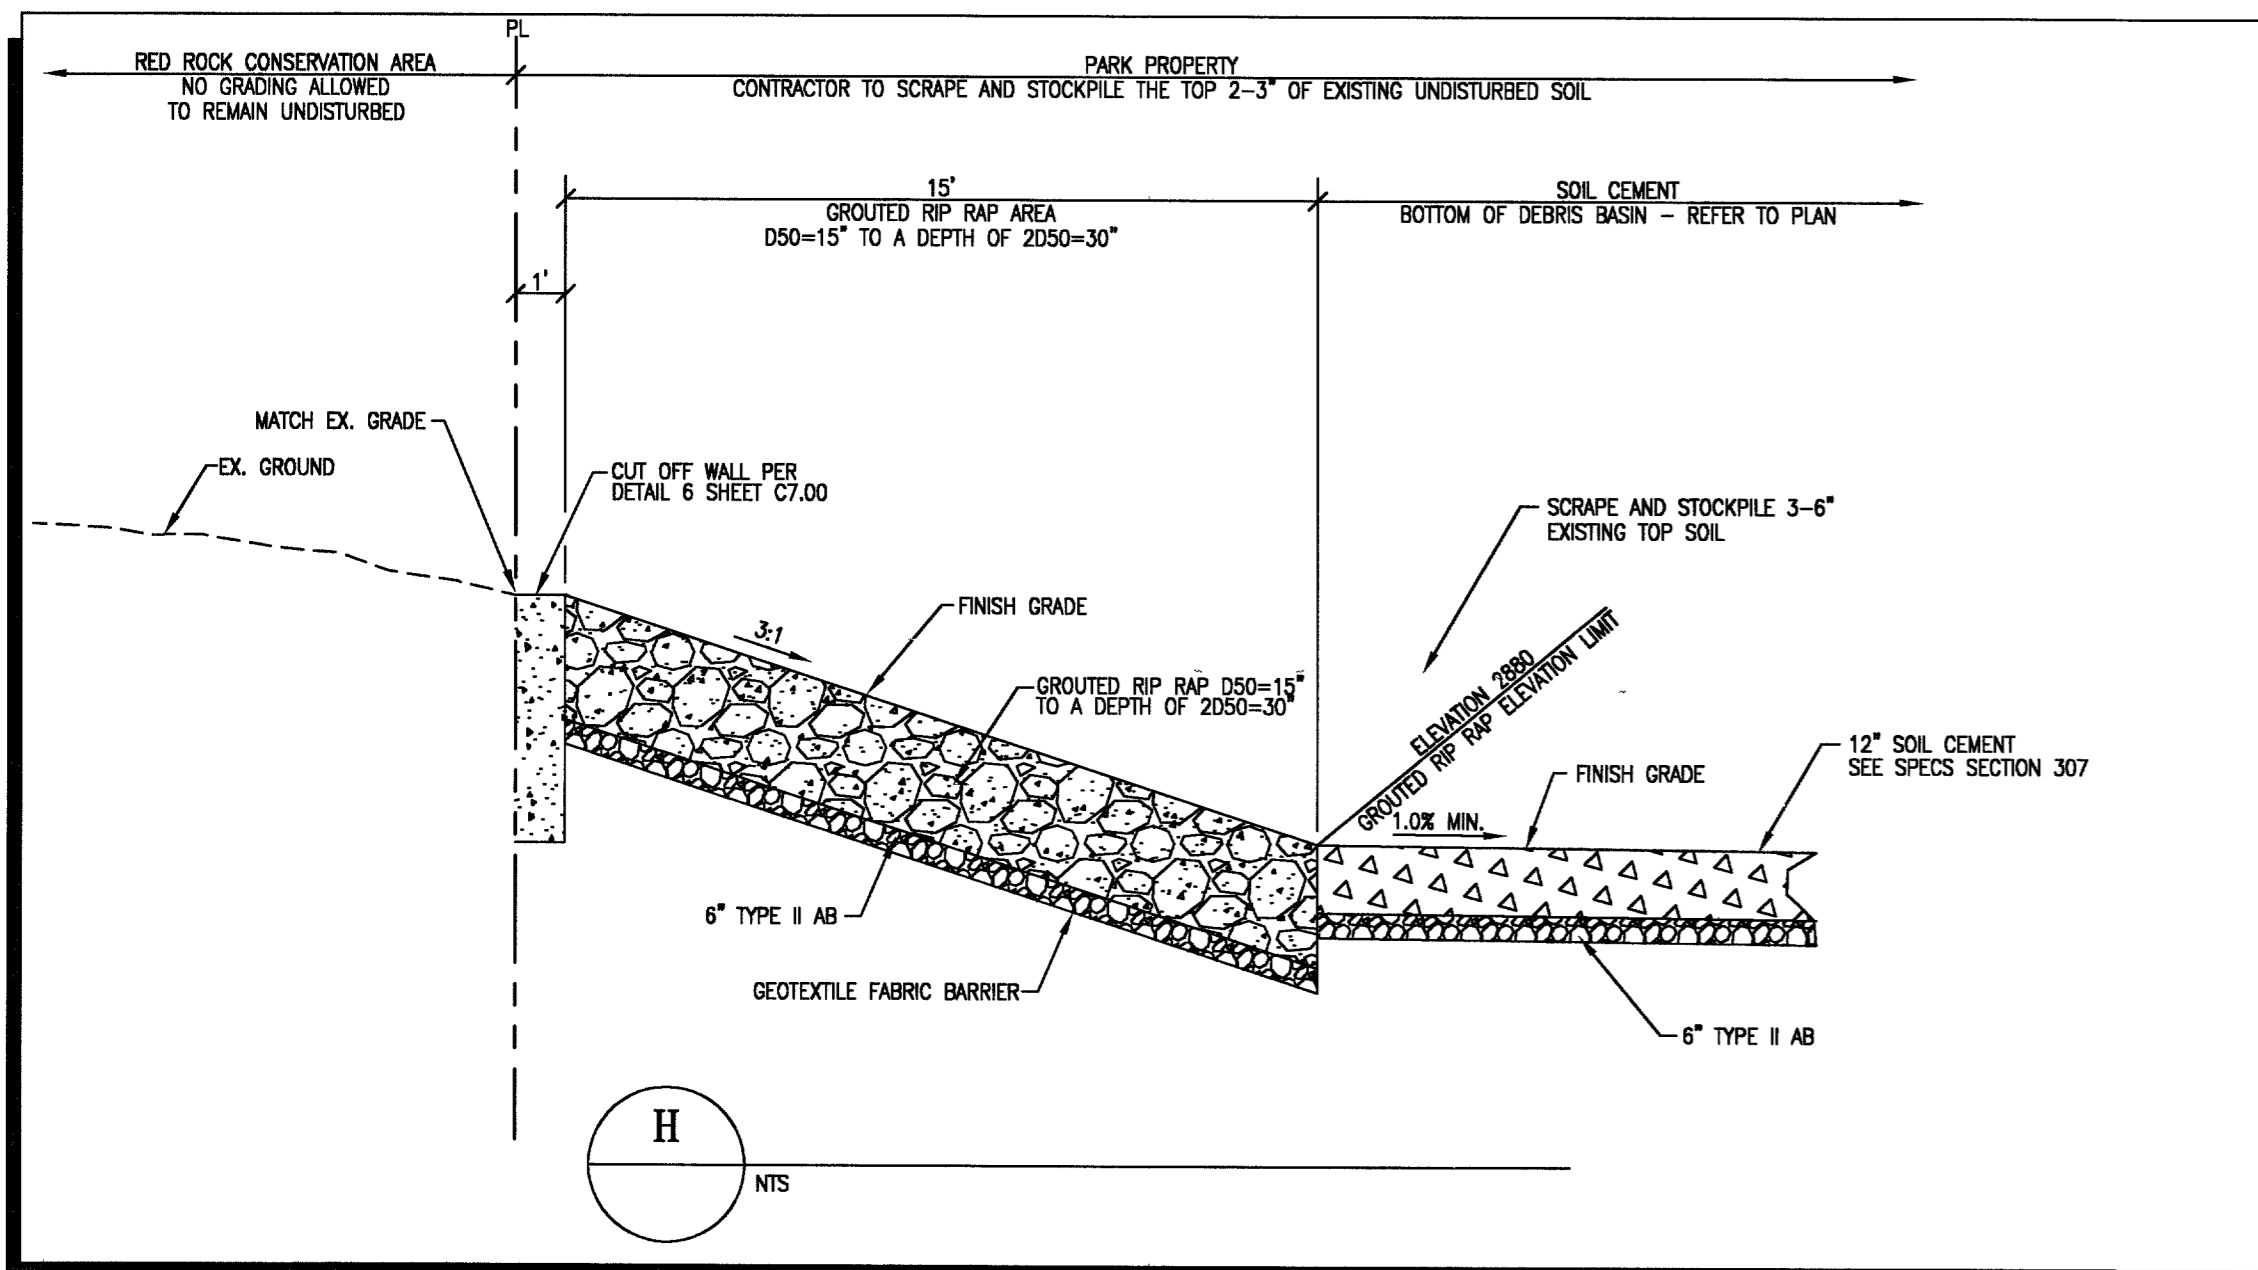 PL
RED ROCK CONSERVATION AREA
NO GRADING ALLOWED
TO REMAIN UNDISTURBED
PARK PROPERTY
CONTRACTOR TO SCRAPE AND STOCKPILE THE TOP 2-3" OF EXISTING UNDISTURBED SOIL
15'
GROUTED RIP RAP AREA
D50=15" TO A DEPTH OF 2D50=30"
SOIL CEMENT
BOTTOM OF DEBRIS BASIN - REFER TO PLAN
1'
MATCH EX. GRADE
EX. GROUND
CUT OFF WALL PER
DETAIL 6 SHEET C7.00
SCRAPE AND STOCKPILE 3-6"
EXISTING TOP SOIL
FINISH GRADE
3:1
GROUTED RIP RAP D50=15"
TO A DEPTH OF 2D50=30"
ELEVATION 2880
GROUTED RIP RAP ELEVATION LIMIT
12" SOIL CEMENT
SEE SPECS SECTION 307
FINISH GRADE
1.0% MIN.
6" TYPE II AB
GEOTEXTILE FABRIC BARRIER
6" TYPE II AB
H
NTS